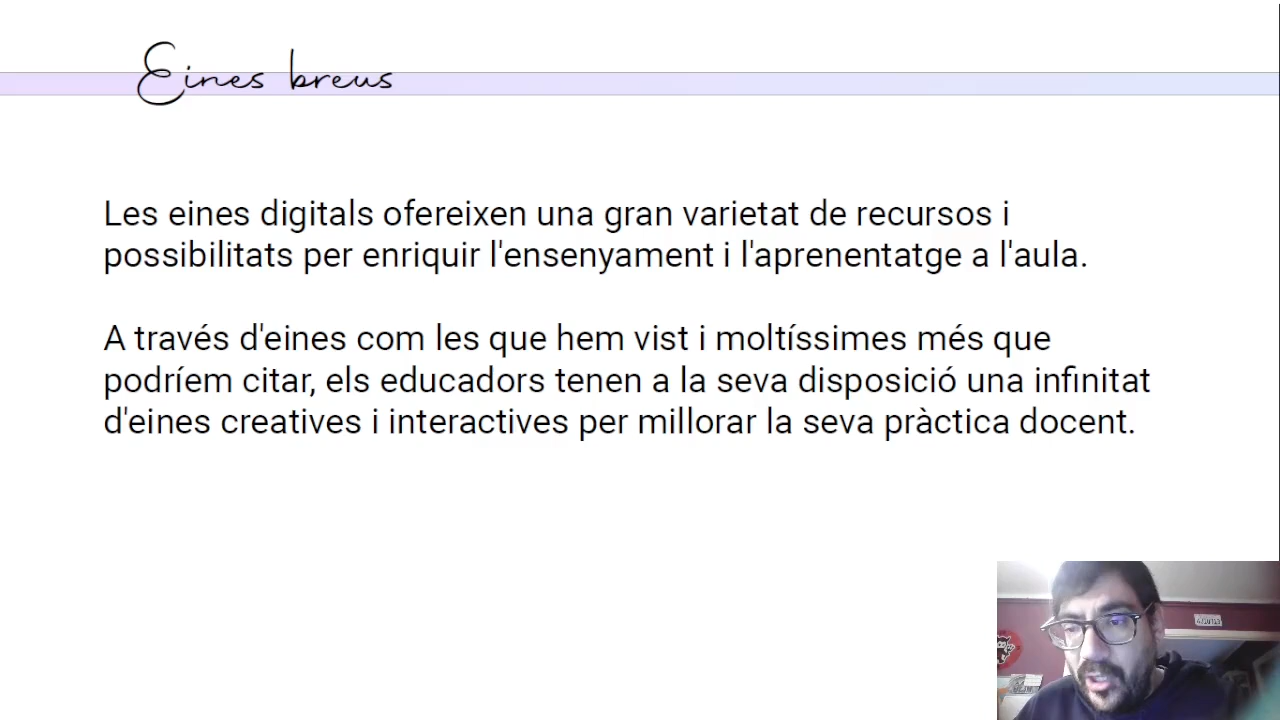 Eines breus
Les eines digitals ofereixen una gran varietat de recursos i
possibilitats per enriquir l'ensenyament i l'aprenentatge a l'aula.
A través d'eines com les que hem vist i moltíssimes més que
podríem citar, els educadors tenen a la seva disposició una infinitat
d'eines creatives i interactives per millorar la seva pràctica docent.